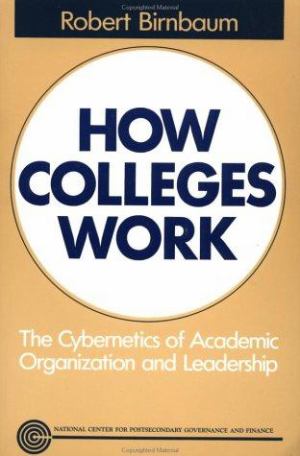 Robert Birnbaum
HOW
COLLEGES
WORK
The Cybernetics of Academic
Organization and Leadership
NATIONAL CENTER FOR POSTSECONDARY GOVERNANCE AND FINANCE